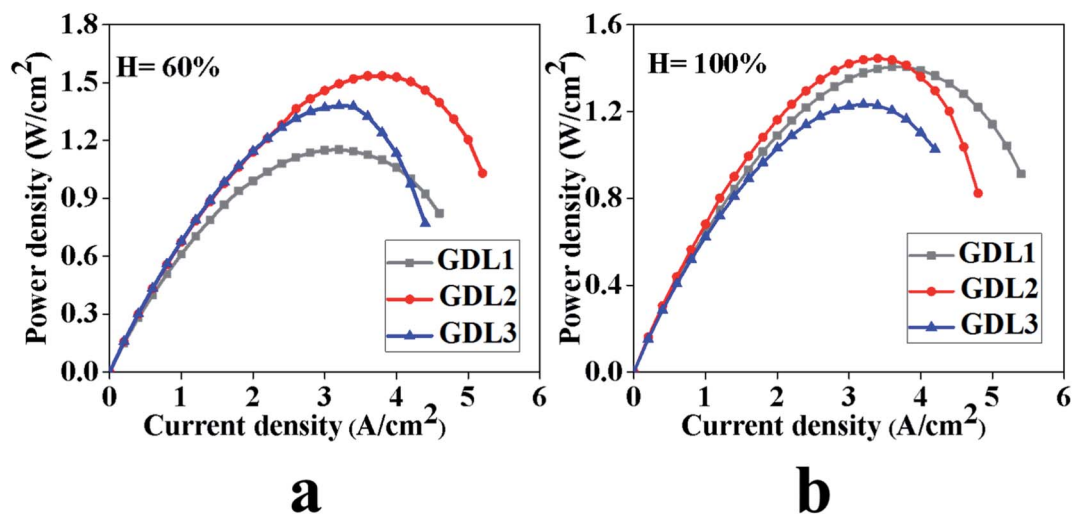 H= 60%
Power density (W/cm²)
1.8
1.5
1.2
0.9
0.6
0.3
0.0
GDL1
GDL2
GDL3
0 1 2 3 4 5 6
Current density (A/cm²)
a
H= 100%
Power density (W/cm²)
1.6
1.2
0.8
0.4
0.0
GDL1
GDL2
GDL3
0 1 2 3 4 5 6
Current density (A/cm²)
b